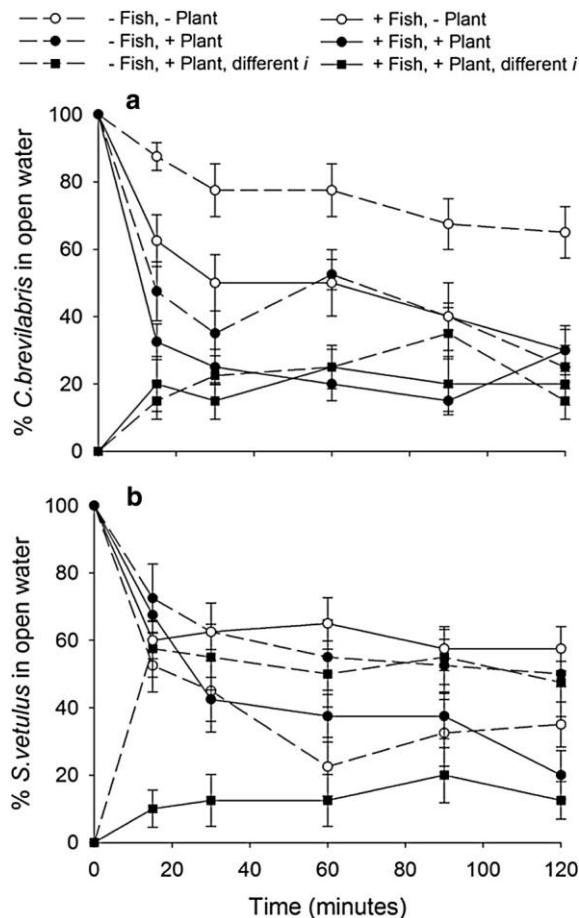 - Fish, - Plant
+ Fish, - Plant
- Fish, + Plant
+ Fish, + Plant
- Fish, + Plant, different i
+ Fish, + Plant, different i
a
100
80
60
40
20
0
% C.brevilabris in open water
b
100
80
60
40
20
0
% S.vetulus in open water
0 20 40 60 80 100 120
Time (minutes)